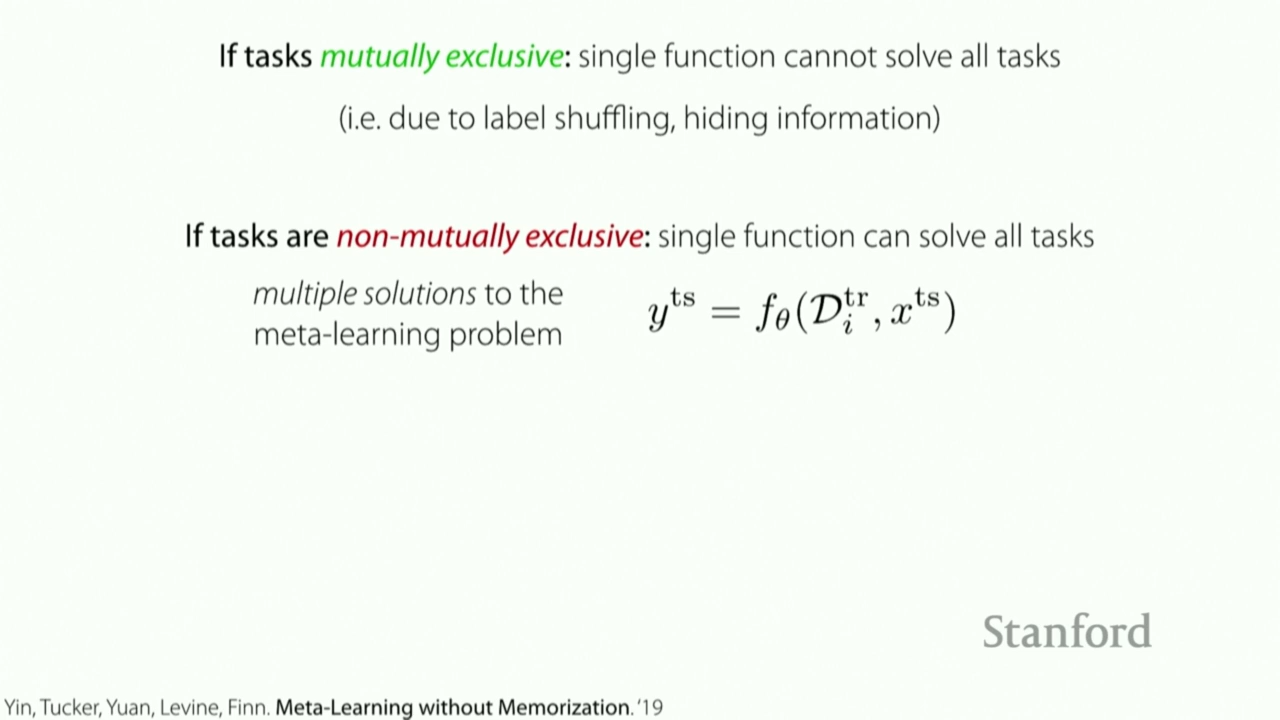 If tasks mutually exclusive: single function cannot solve all tasks
(i.e. due to label shuffling, hiding information)
If tasks are non-mutually exclusive: single function can solve all tasks
multiple solutions to the
meta-learning problem
y^ts = f_θ(𝒟_i^tr, x^ts)
Stanford
Yin, Tucker, Yuan, Levine, Finn. Meta-Learning without Memorization. ‘19